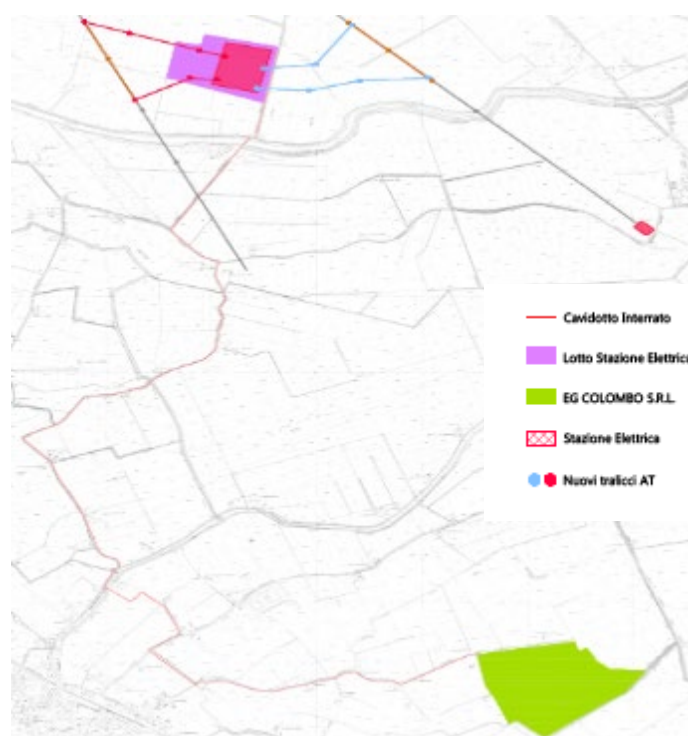 Cavidotto Interrato
Lotto Stazione Elettrica
EG COLOMBO S.R.L.
Stazione Elettrica
Nuovi tralicci AT